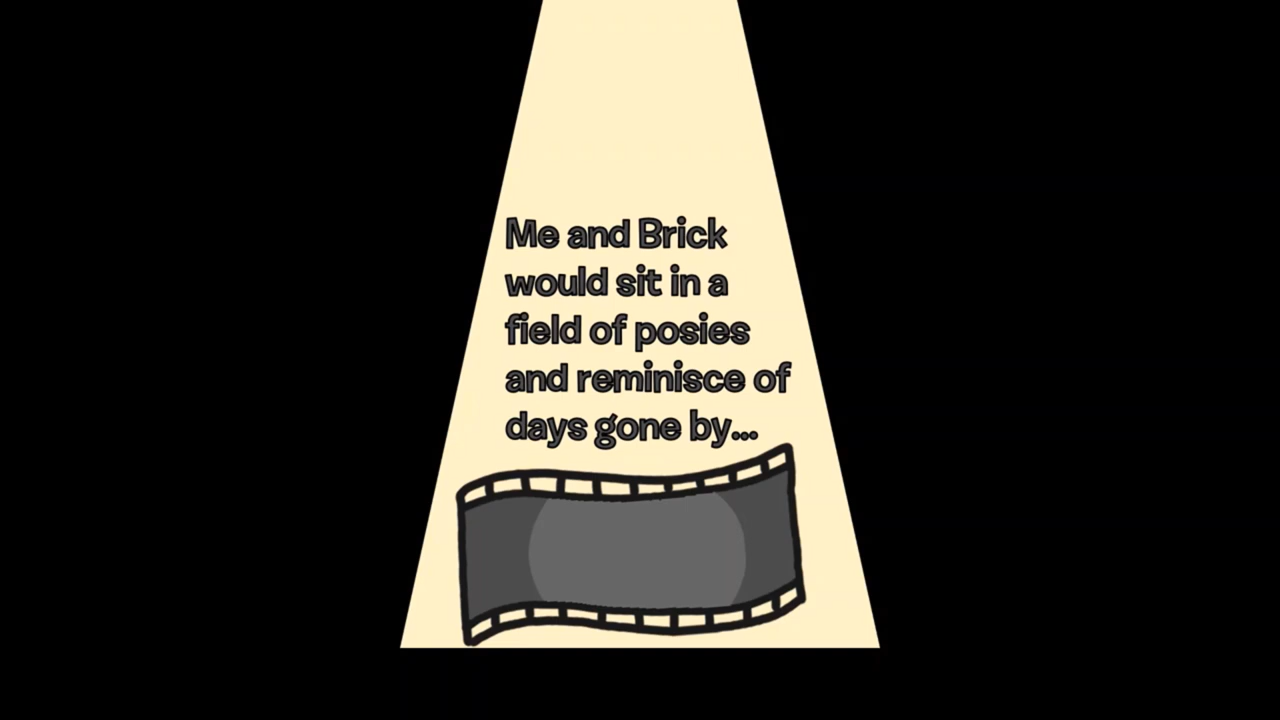 Me and Brick
would sit in a
field of posies
and reminisce of
days gone by...